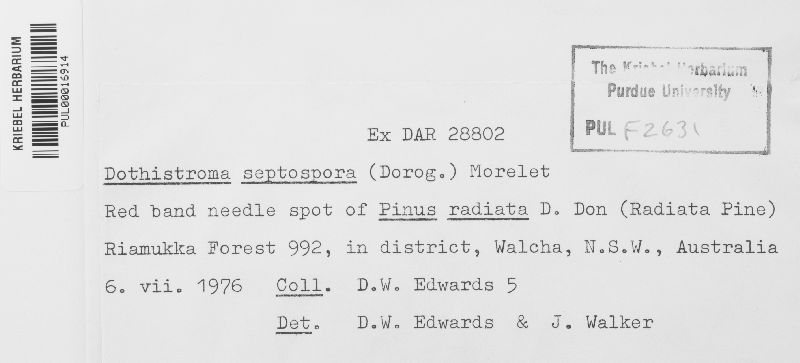 KRIEBEL HERBARIUM
PUL00016914
The Kriebel Herbarium
Purdue University
PUL F2631
Ex DAR 28802
Dothistroma septospora (Dorog.) Morelet
Red band needle spot of Pinus radiata D. Don (Radiata Pine)
Riamukka Forest 992, in district, Walcha, N.S.W., Australia
6. vii. 1976 Coll. D.W. Edwards 5
Det. D.W. Edwards & J. Walker